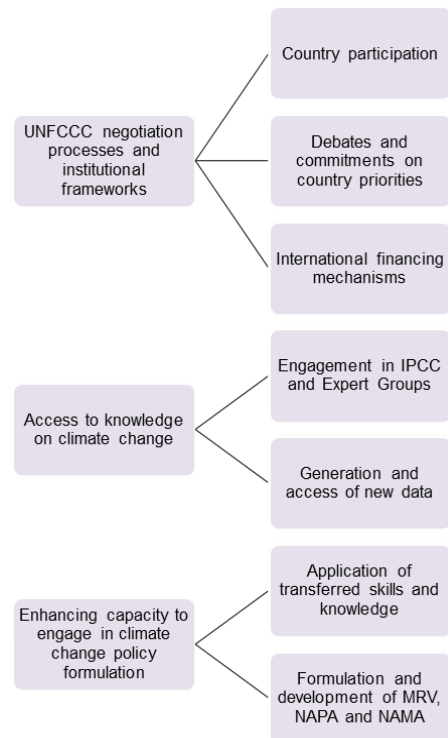 UNFCCC negotiation
processes and
institutional
frameworks
Country participation
Debates and
commitments on
country priorities
International financing
mechanisms
Access to knowledge
on climate change
Engagement in IPCC
and Expert Groups
Generation and
access of new data
Enhancing capacity to
engage in climate
change policy
formulation
Application of
transferred skills and
knowledge
Formulation and
development of MRV,
NAPA and NAMA